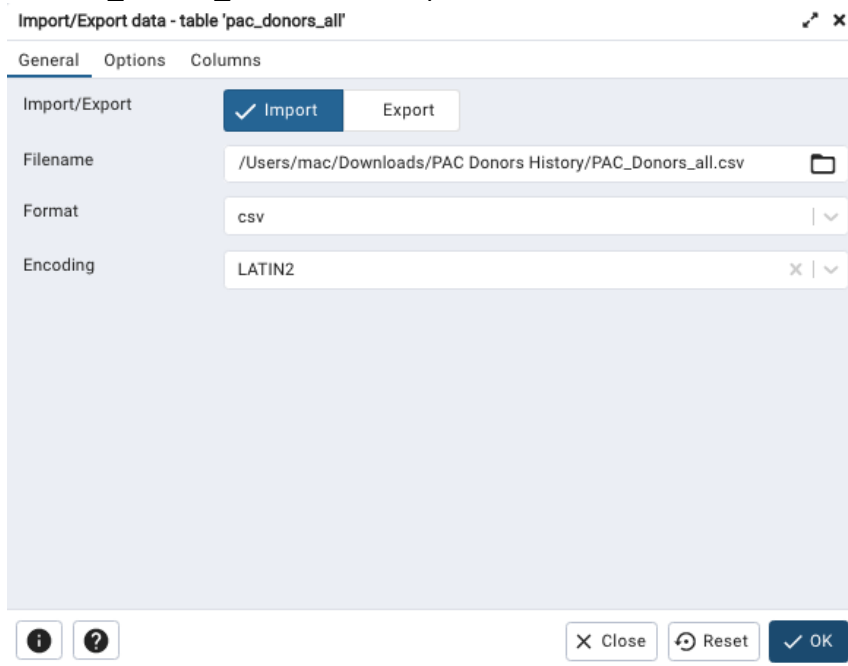 Import/Export data - table 'pac_donors_all'
General Options Columns
Import/Export Import Export
Filename /Users/mac/Downloads/PAC Donors History/PAC_Donors_all.csv
Format csv
Encoding LATIN2
Close Reset OK